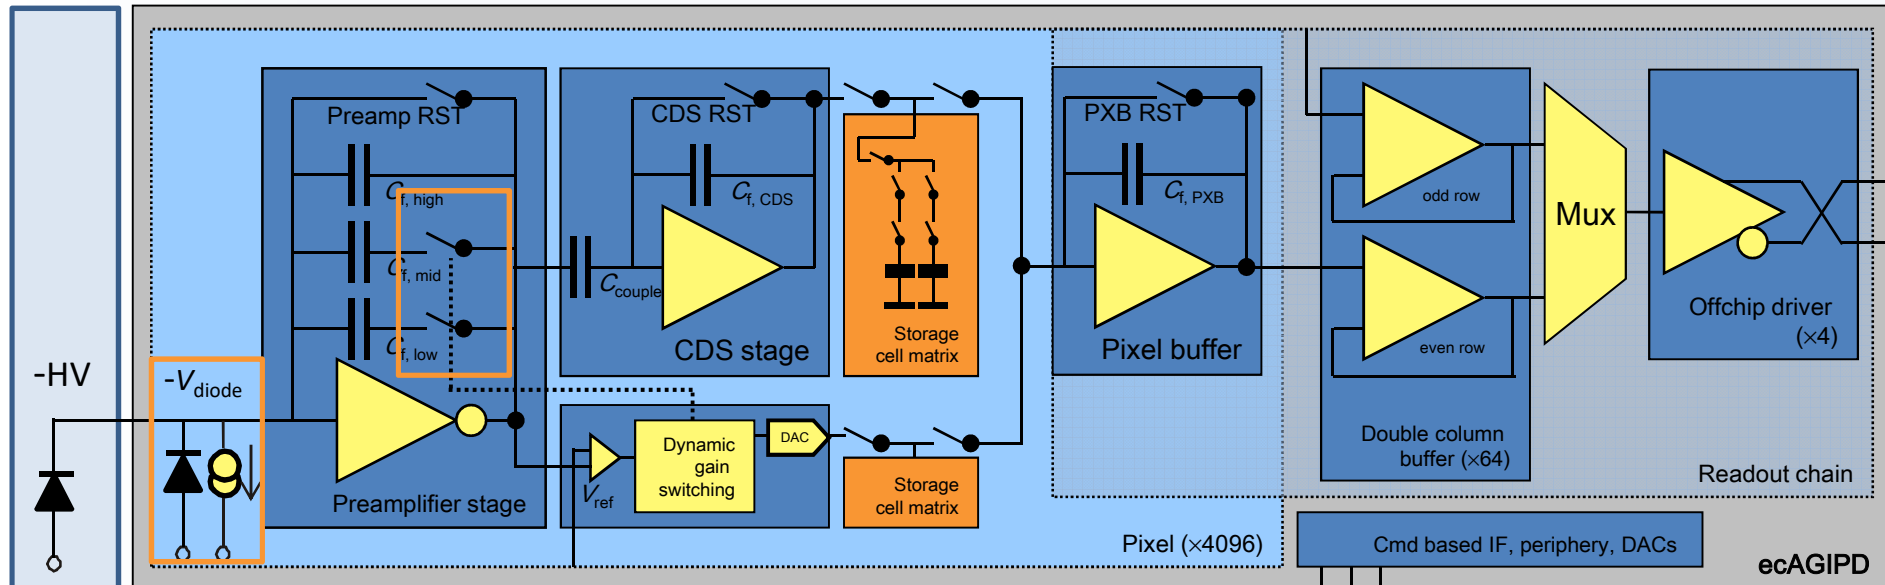 -HV
-Vdiode
Preamp RST
Cf, high
Cf, mid
Cf, low
Preamplifier stage
CDS RST
Cf, CDS
Ccouple
CDS stage
Vref
Dynamic
gain
switching
DAC
Storage
cell matrix
Storage
cell matrix
PXB RST
Cf, PXB
Pixel buffer
Pixel (×4096)
odd row
even row
Double column
buffer (×64)
Mux
Offchip driver
(×4)
Readout chain
Cmd based IF, periphery, DACs
ecAGIPD